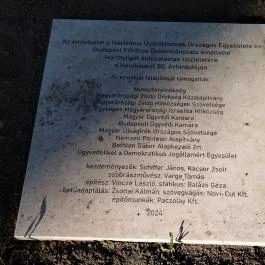 Az emlékjelet a Nácizmus Üldözötteinek Országos Egyesülete és
Budapest Főváros Önkormányzata emeltette
Horthyliget áldozatainak tiszteletére
a Holokauszt 80. évfordulóján
Az emlékjel felállítását támogatták:
Miniszterelnökség
Magyarországi Zsidó Örökség Közalapítvány
Magyarországi Zsidó Hitközségek Szövetsége
Egységes Magyarországi Izraelita Hitközség
Magyar Ügyvédi Kamara
Budapesti Ügyvédi Kamara
Magyar Újságírók Országos Szövetsége
Nemzeti Panteon Alapítvány
Bethlen Gábor Alapkezelő Zrt.
Ügyvédekkel a Demokratikus Jogállamért Egyesület
kezdeményezők: Schiffer János, Kácser Zsolt
szobrászművész: Varga Tamás
építész: Vincze László, statikus: Balázs Géza
betűadaptálás: Zsoltai Kálmán, szövegvágás: Novi-Cut Kft.
építőmunkák: Paczolay Kft.
2024